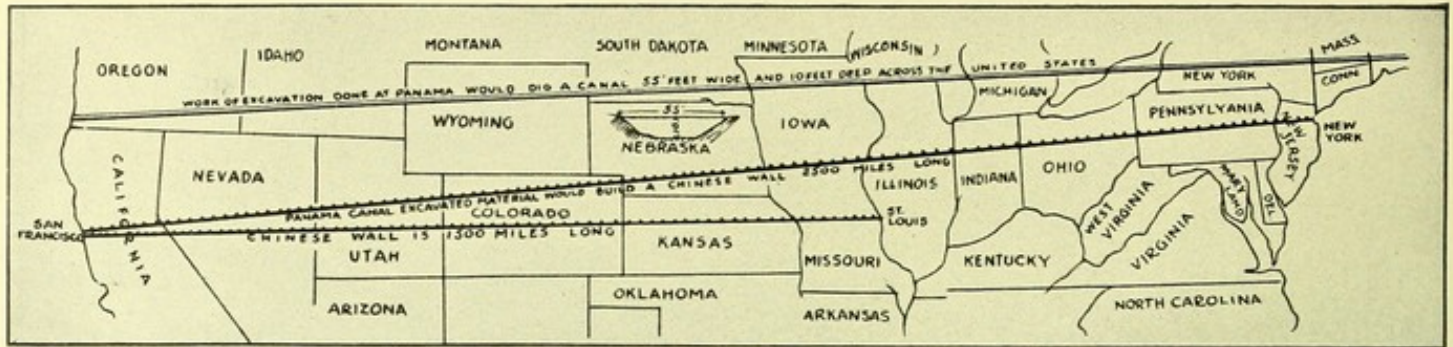 OREGON
IDAHO
MONTANA
SOUTH DAKOTA
MINNESOTA
(WISCONSIN)
MASS
CONN
WORK OF EXCAVATION DONE AT PANAMA WOULD DIG A CANAL 55 FEET WIDE AND 10 FEET DEEP ACROSS THE UNITED STATES
MICHIGAN
NEW YORK
WYOMING
55'
10'
NEBRASKA
IOWA
PENNSYLVANIA
NEW JERSEY
NEW YORK
CALIFORNIA
NEVADA
PANAMA CANAL EXCAVATED MATERIAL WOULD BUILD A CHINESE WALL 2500 MILES LONG
ILLINOIS
INDIANA
OHIO
WEST VIRGINIA
MARYLAND
DEL
SAN FRANCISCO
COLORADO
ST. LOUIS
CHINESE WALL IS 1500 MILES LONG
UTAH
KANSAS
MISSOURI
KENTUCKY
VIRGINIA
ARIZONA
OKLAHOMA
ARKANSAS
NORTH CAROLINA